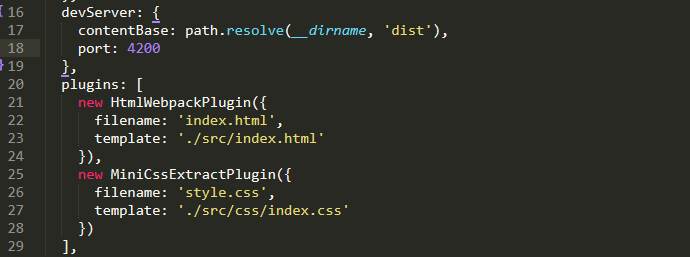 16 devServer: {
17 contentBase: path.resolve(__dirname, 'dist'),
18 port: 4200
19 },
20 plugins: [
21 new HtmlWebpackPlugin({
22 filename: 'index.html',
23 template: './src/index.html'
24 }),
25 new MiniCssExtractPlugin({
26 filename: 'style.css',
27 template: './src/css/index.css'
28 })
29 ],